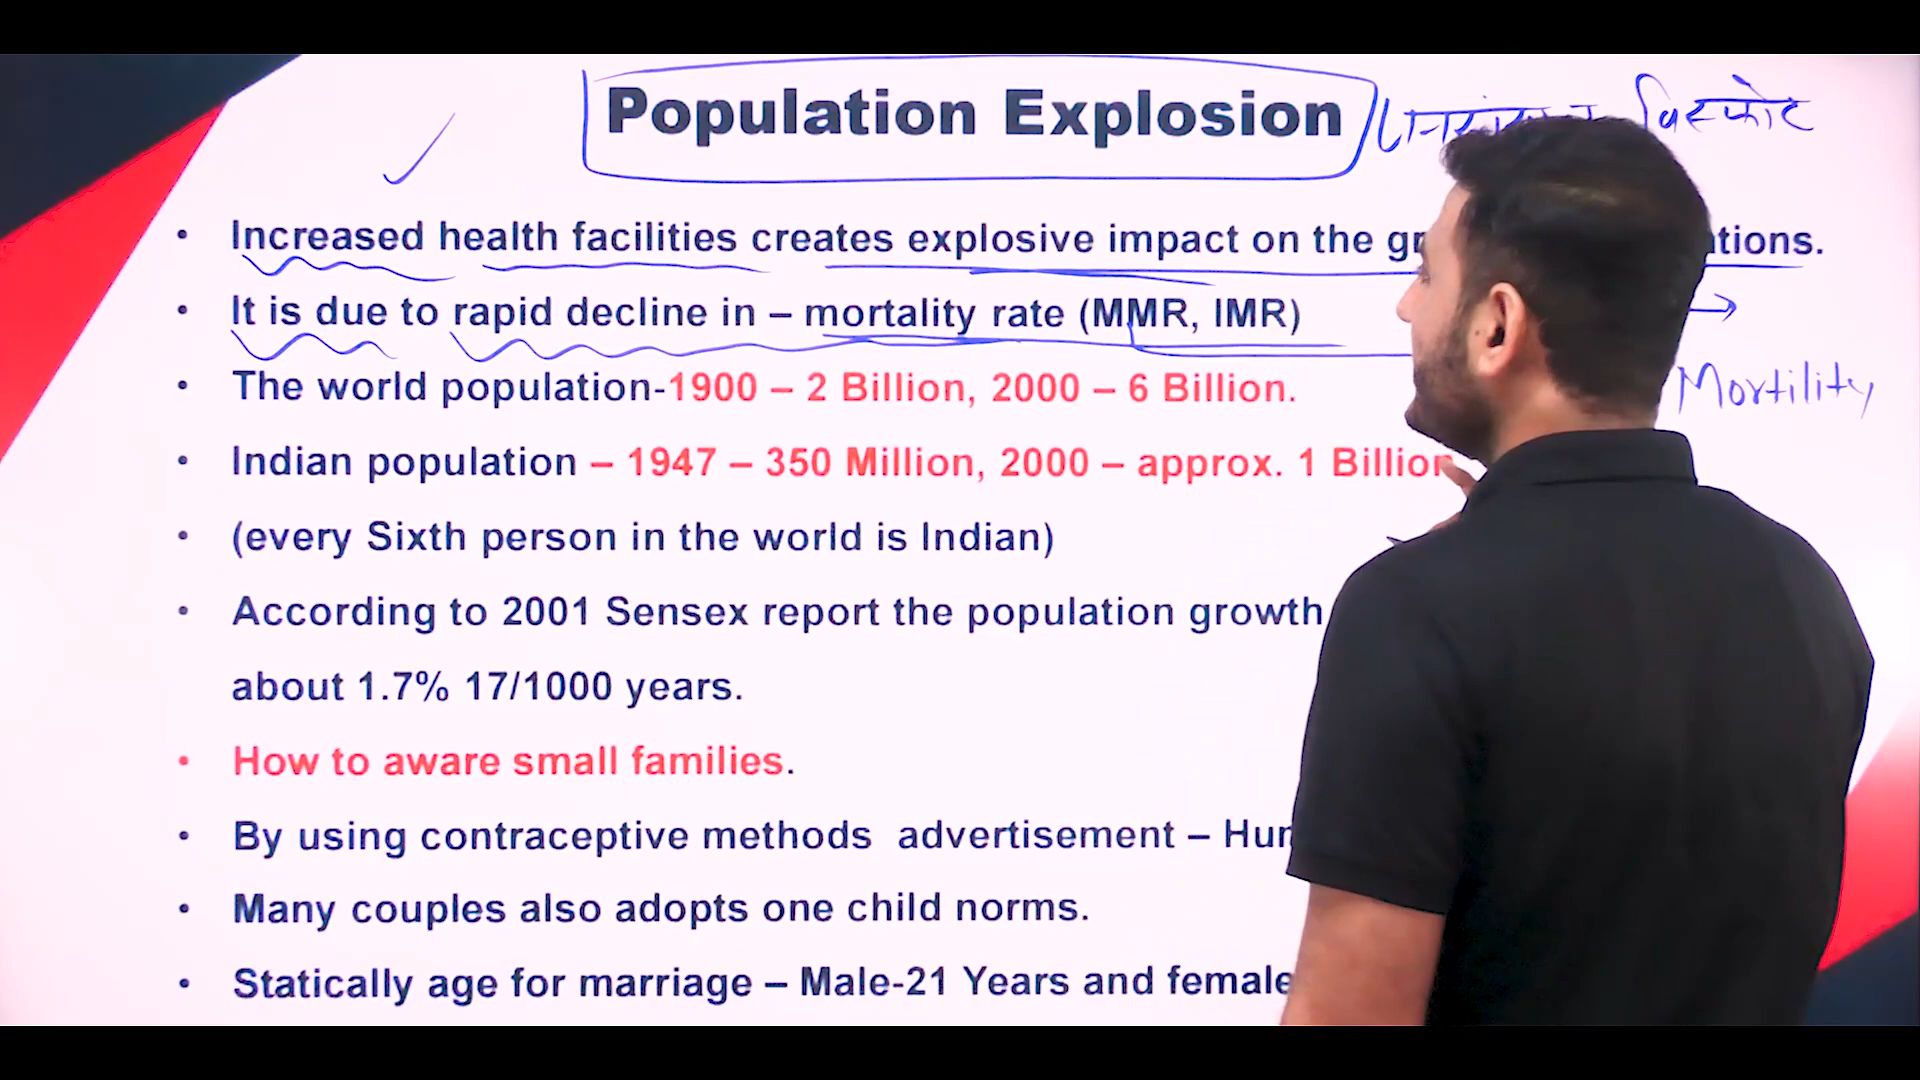 Population Explosion विस्फोट
• Increased health facilities creates explosive impact on the
• It is due to rapid decline in – mortality rate (MMR, IMR) →
• The world population-1900 – 2 Billion, 2000 – 6 Billion. Mortility
• Indian population – 1947 – 350 Million, 2000 – approx. 1 Billion
• (every Sixth person in the world is Indian)
• According to 2001 Sensex report the population growth
about 1.7% 17/1000 years.
• How to aware small families.
• By using contraceptive methods advertisement –
• Many couples also adopts one child norms.
• Statically age for marriage – Male-21 Years and female